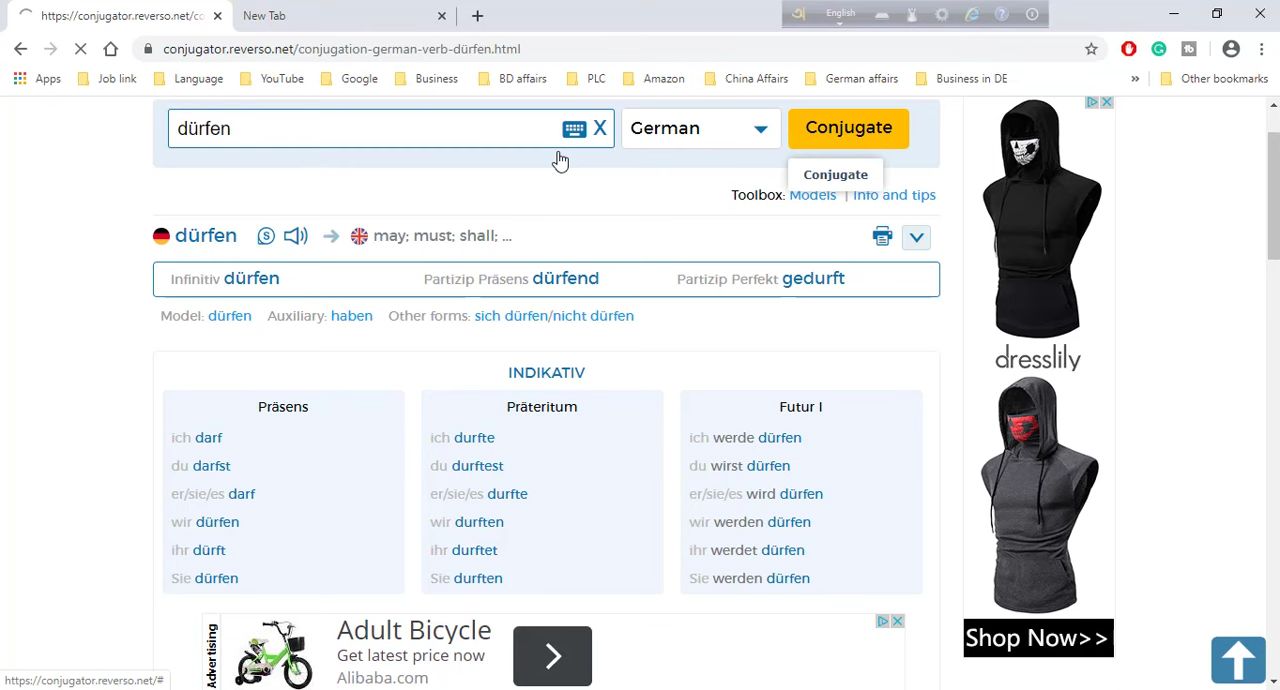 https://conjugator.reverso.net/co
New Tab
English
conjugator.reverso.net/conjugation-german-verb-dürfen.html
Apps
Job link
Language
YouTube
Google
Business
BD affairs
PLC
Amazon
China Affairs
German affairs
Business in DE
»
Other bookmarks
dürfen
X
German
Conjugate
Conjugate
Toolbox: Models | Info and tips
dürfen
may; must; shall; ...
Infinitiv dürfen
Partizip Präsens dürfend
Partizip Perfekt gedurft
Model: dürfen
Auxiliary: haben
Other forms: sich dürfen/nicht dürfen
INDIKATIV
Präsens
ich darf
du darfst
er/sie/es darf
wir dürfen
ihr dürft
Sie dürfen
Präteritum
ich durfte
du durftest
er/sie/es durfte
wir durften
ihr durftet
Sie durften
Futur I
ich werde dürfen
du wirst dürfen
er/sie/es wird dürfen
wir werden dürfen
ihr werdet dürfen
Sie werden dürfen
Advertising
Adult Bicycle
Get latest price now
Alibaba.com
dresslily
Shop Now>>
https://conjugator.reverso.net/#